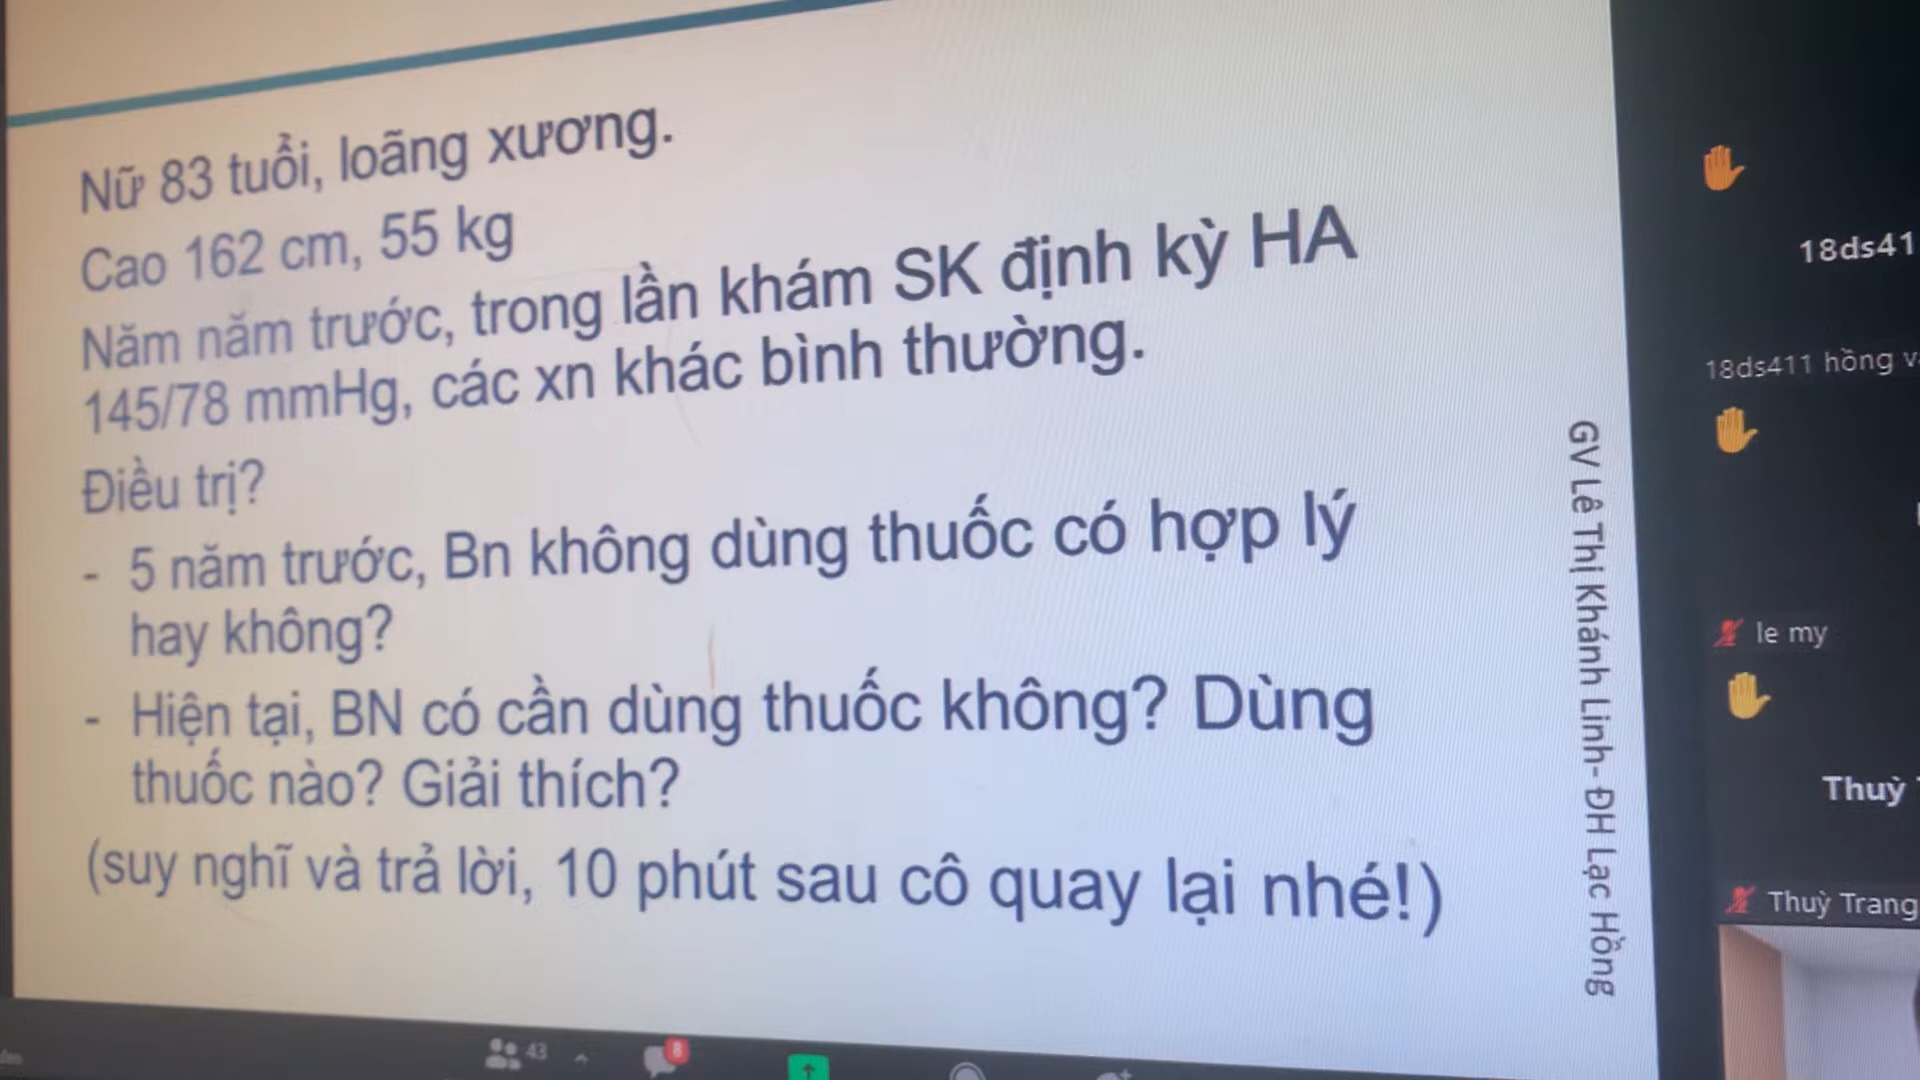 Nữ 83 tuổi, loãng xương.
Cao 162 cm, 55 kg
Năm năm trước, trong lần khám SK định kỳ HA
145/78 mmHg, các xn khác bình thường.
Điều trị?
- 5 năm trước, Bn không dùng thuốc có hợp lý
hay không?
- Hiện tại, BN có cần dùng thuốc không? Dùng
thuốc nào? Giải thích?
(suy nghĩ và trả lời, 10 phút sau cô quay lại nhé!)
GV Lê Thị Khánh Linh- ĐH Lạc Hồng
18ds41
18ds411 hồng
le my
Thuỳ
Thuỳ Trang
43
8